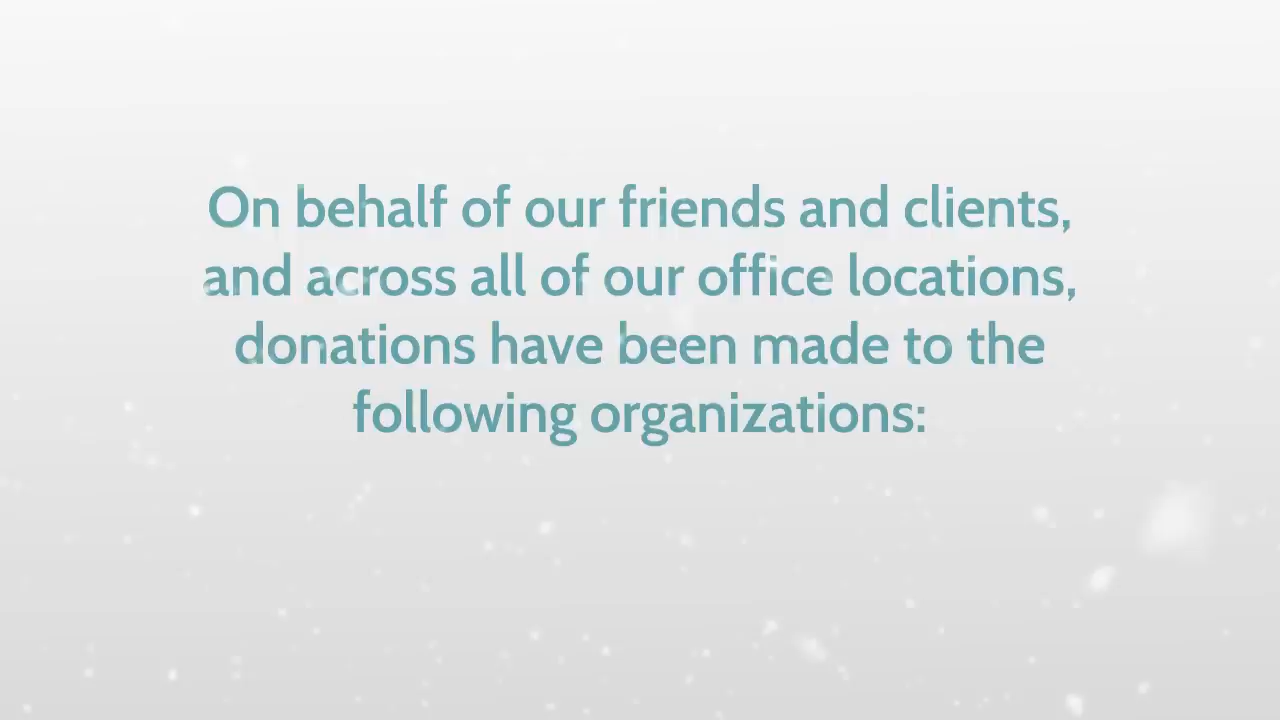 On behalf of our friends and clients,
and across all of our office locations,
donations have been made to the
following organizations: